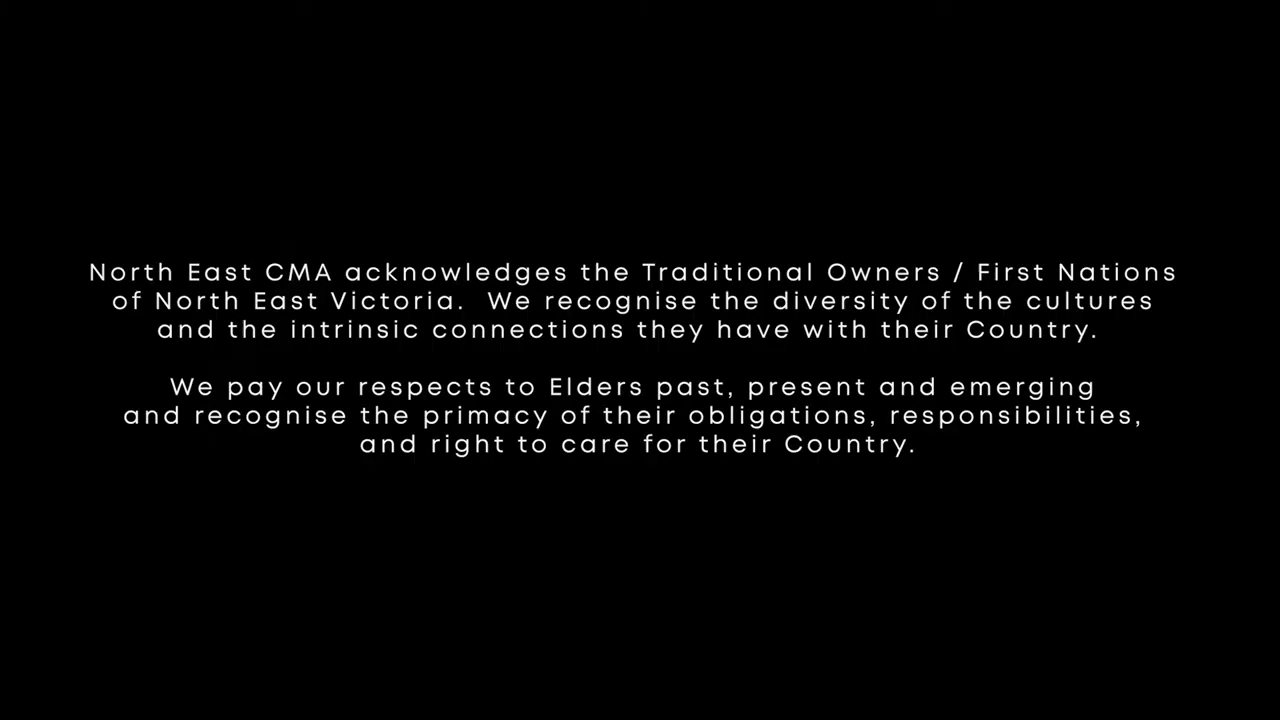 North East CMA acknowledges the Traditional Owners / First Nations
of North East Victoria.  We recognise the diversity of the cultures
and the intrinsic connections they have with their Country.
We pay our respects to Elders past, present and emerging
and recognise the primacy of their obligations, responsibilities,
and right to care for their Country.